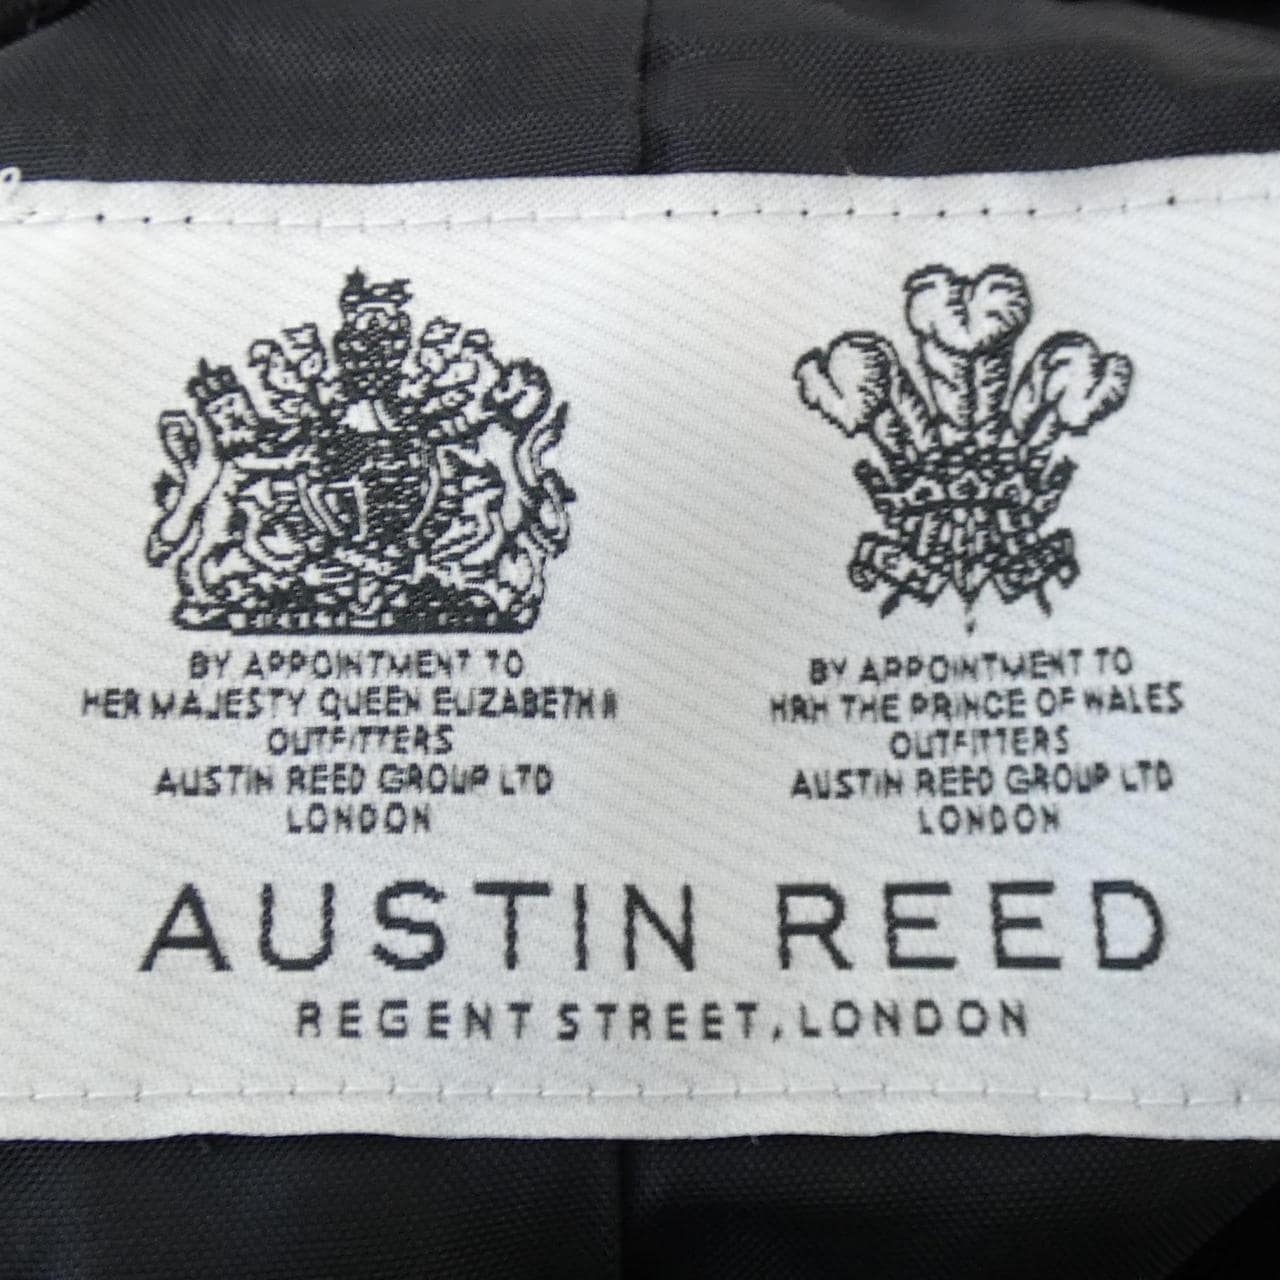 BY APPOINTMENT TO
HER MAJESTY QUEEN ELIZABETH II
OUTFITTERS
AUSTIN REED GROUP LTD
LONDON
BY APPOINTMENT TO
HRH THE PRINCE OF WALES
OUTFITTERS
AUSTIN REED GROUP LTD
LONDON
AUSTIN REED
REGENT STREET, LONDON